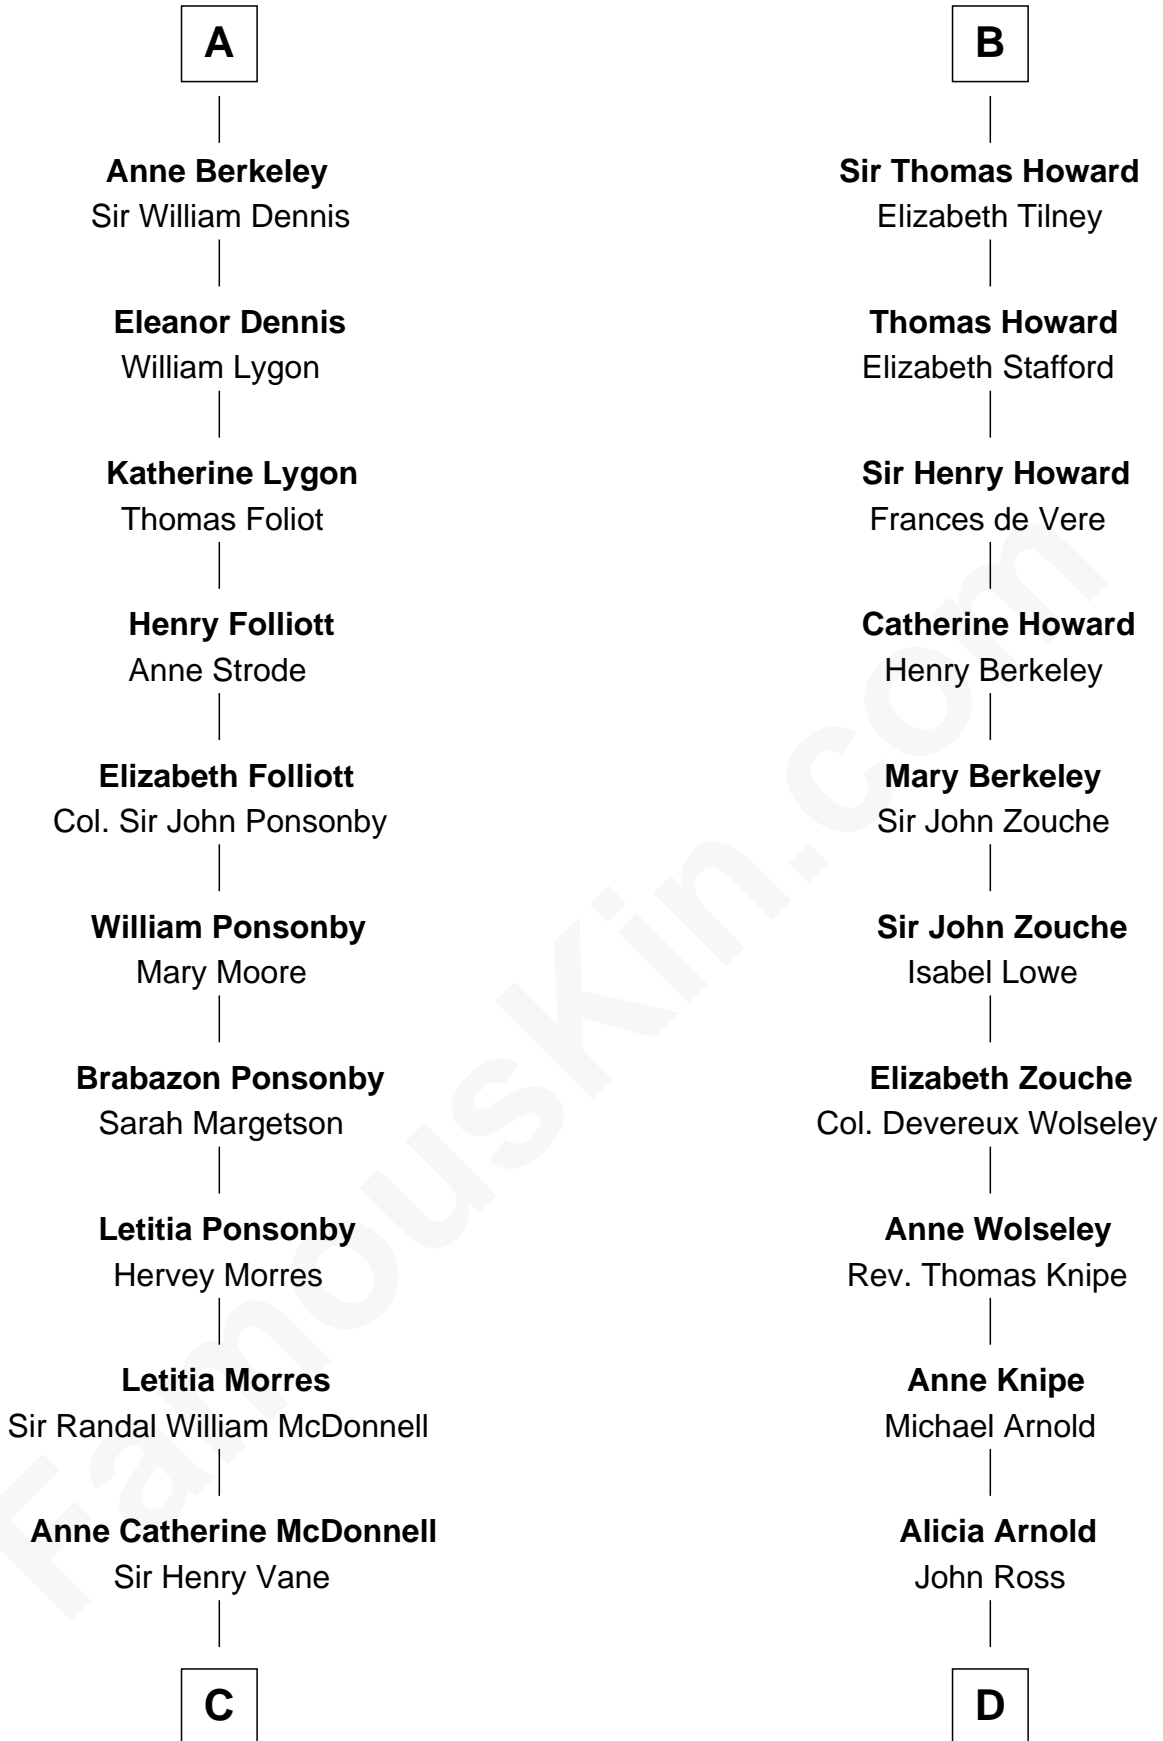 A
Anne Berkeley
Sir William Dennis
Eleanor Dennis
William Lygon
Katherine Lygon
Thomas Foliot
Henry Folliott
Anne Strode
Elizabeth Folliott
Col. Sir John Ponsonby
William Ponsonby
Mary Moore
Brabazon Ponsonby
Sarah Margetson
Letitia Ponsonby
Hervey Morres
Letitia Morres
Sir Randal William McDonnell
Anne Catherine McDonnell
Sir Henry Vane
C
B
Sir Thomas Howard
Elizabeth Tilney
Thomas Howard
Elizabeth Stafford
Sir Henry Howard
Frances de Vere
Catherine Howard
Henry Berkeley
Mary Berkeley
Sir John Zouche
Sir John Zouche
Isabel Lowe
Elizabeth Zouche
Col. Devereux Wolseley
Anne Wolseley
Rev. Thomas Knipe
Anne Knipe
Michael Arnold
Alicia Arnold
John Ross
D
FamousKin.com